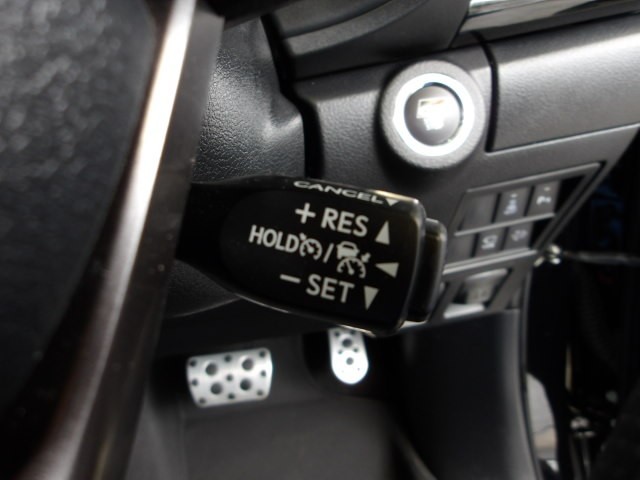 CANCEL▼
+ RES ▲
HOLD / ◀
− SET ▼